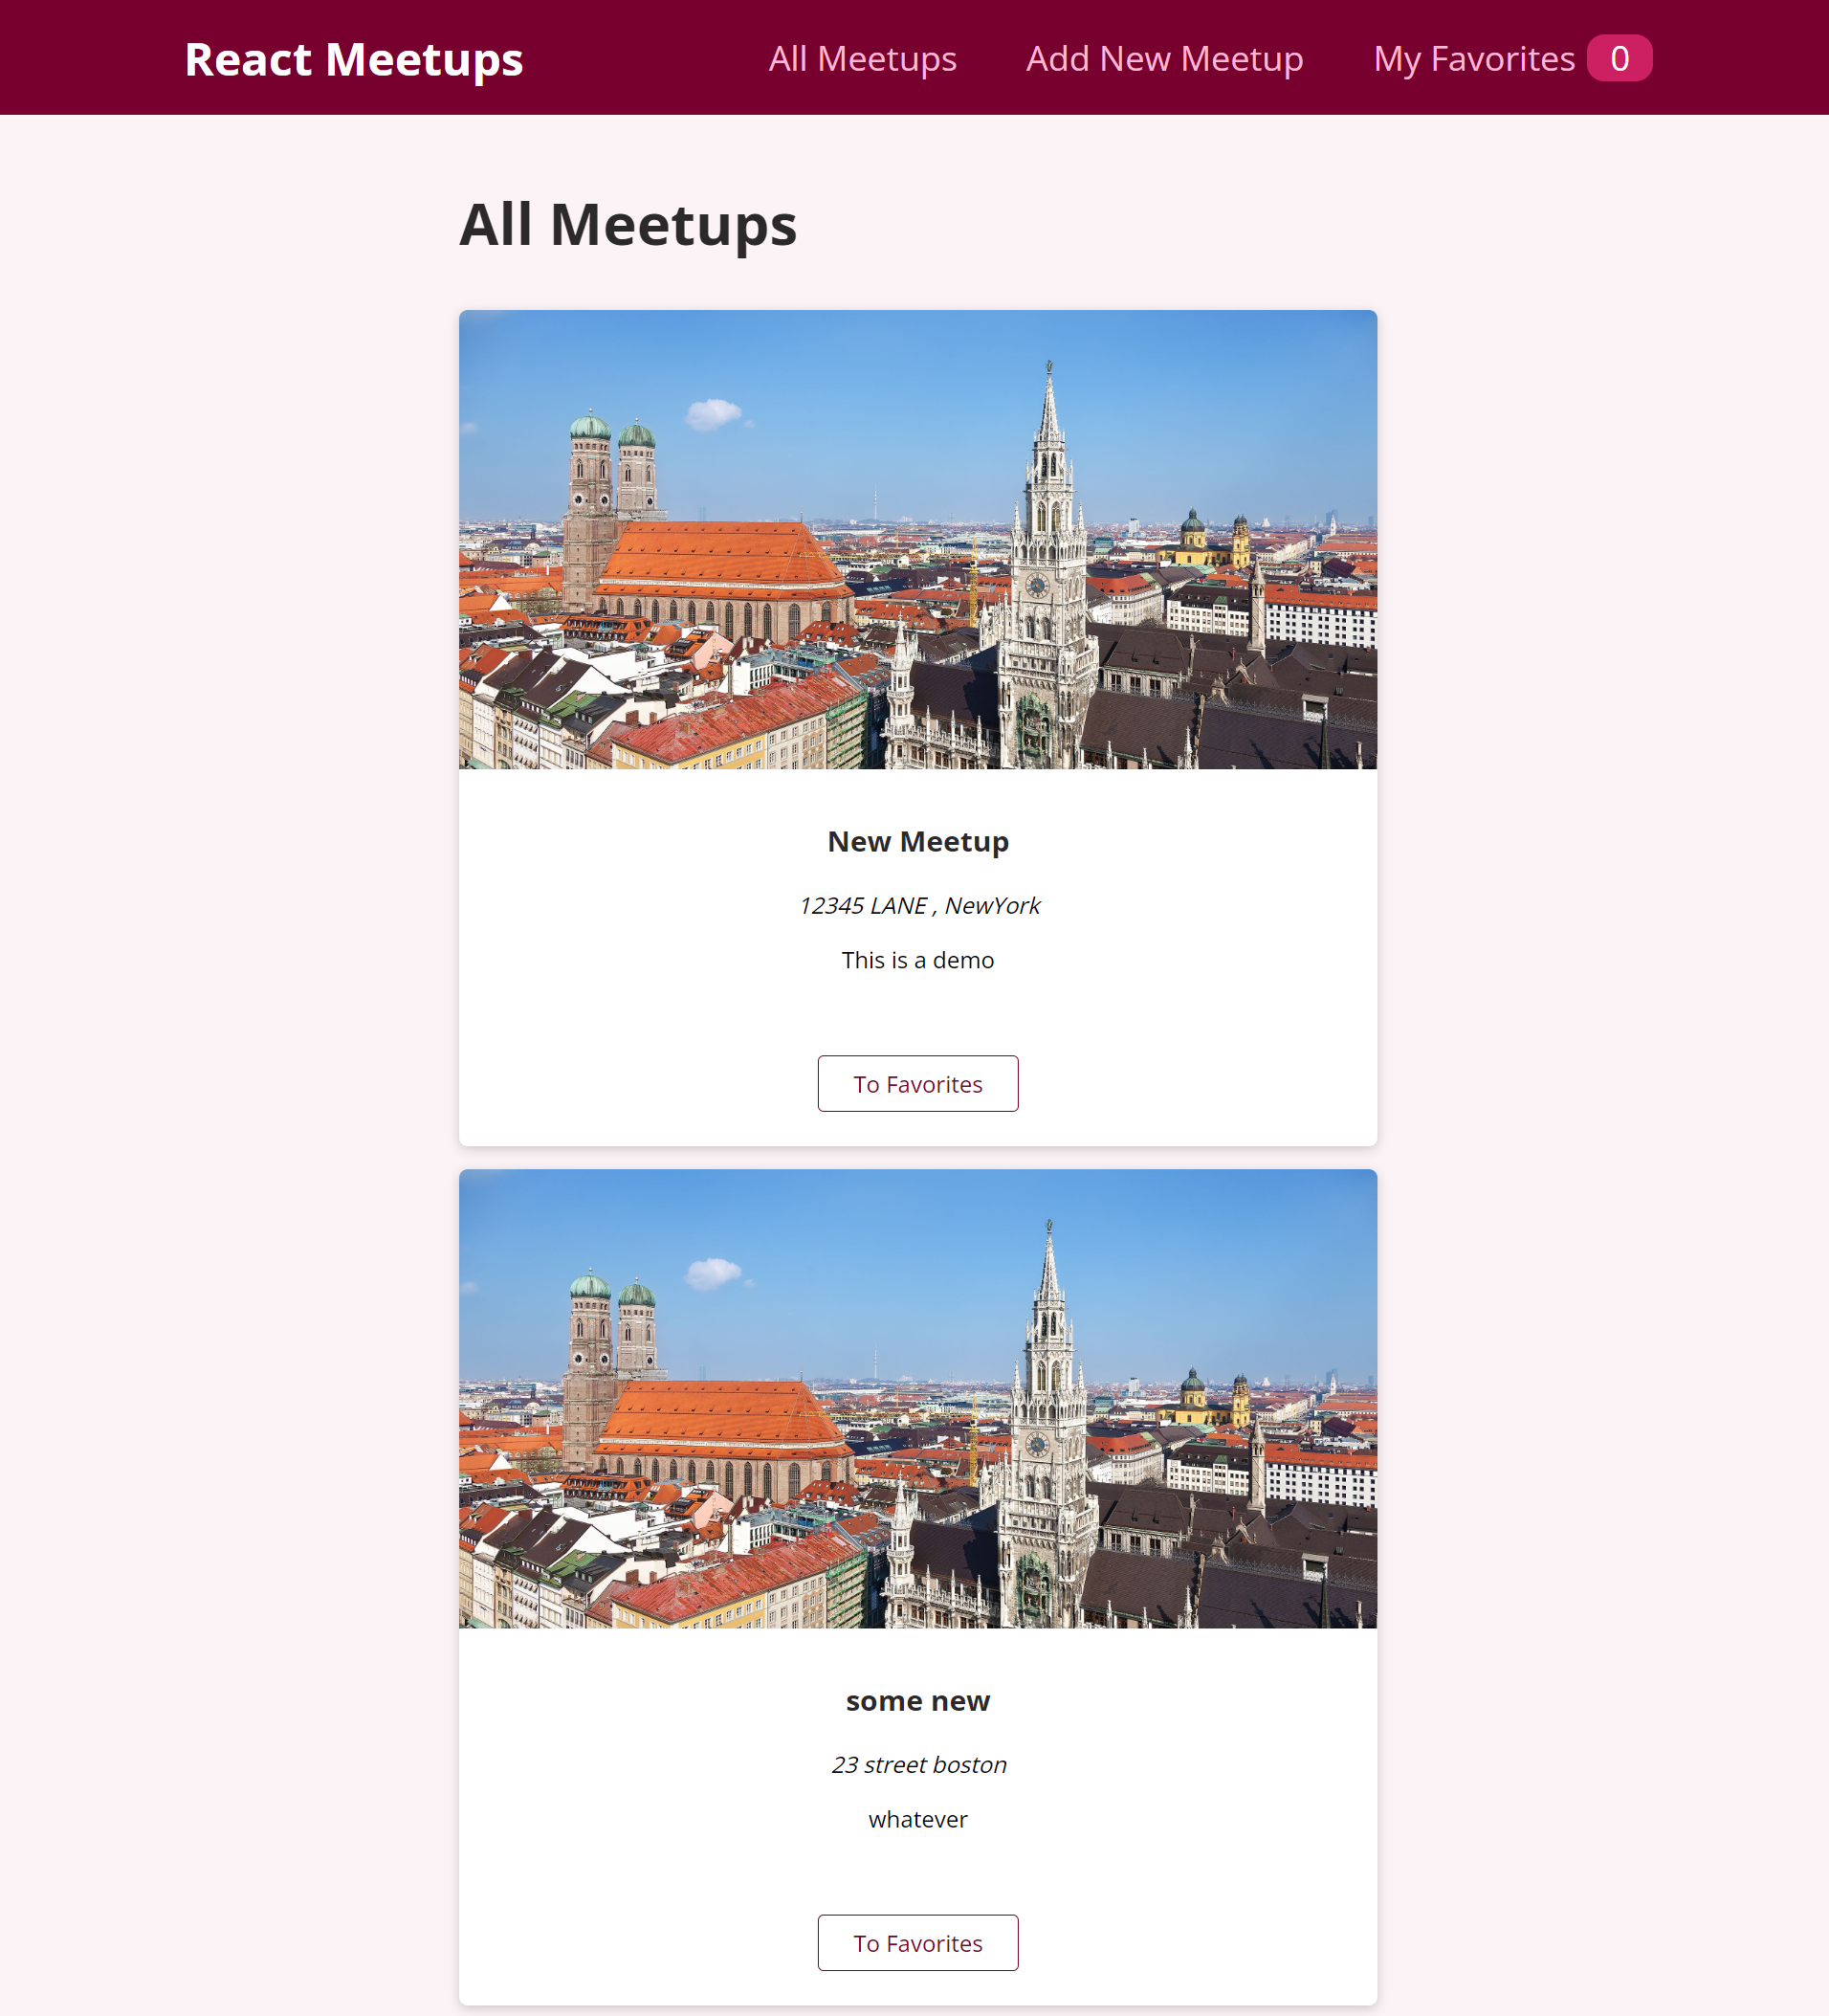 React Meetups
All Meetups
Add New Meetup
My Favorites 0
All Meetups
New Meetup
12345 LANE , NewYork
This is a demo
To Favorites
some new
23 street boston
whatever
To Favorites